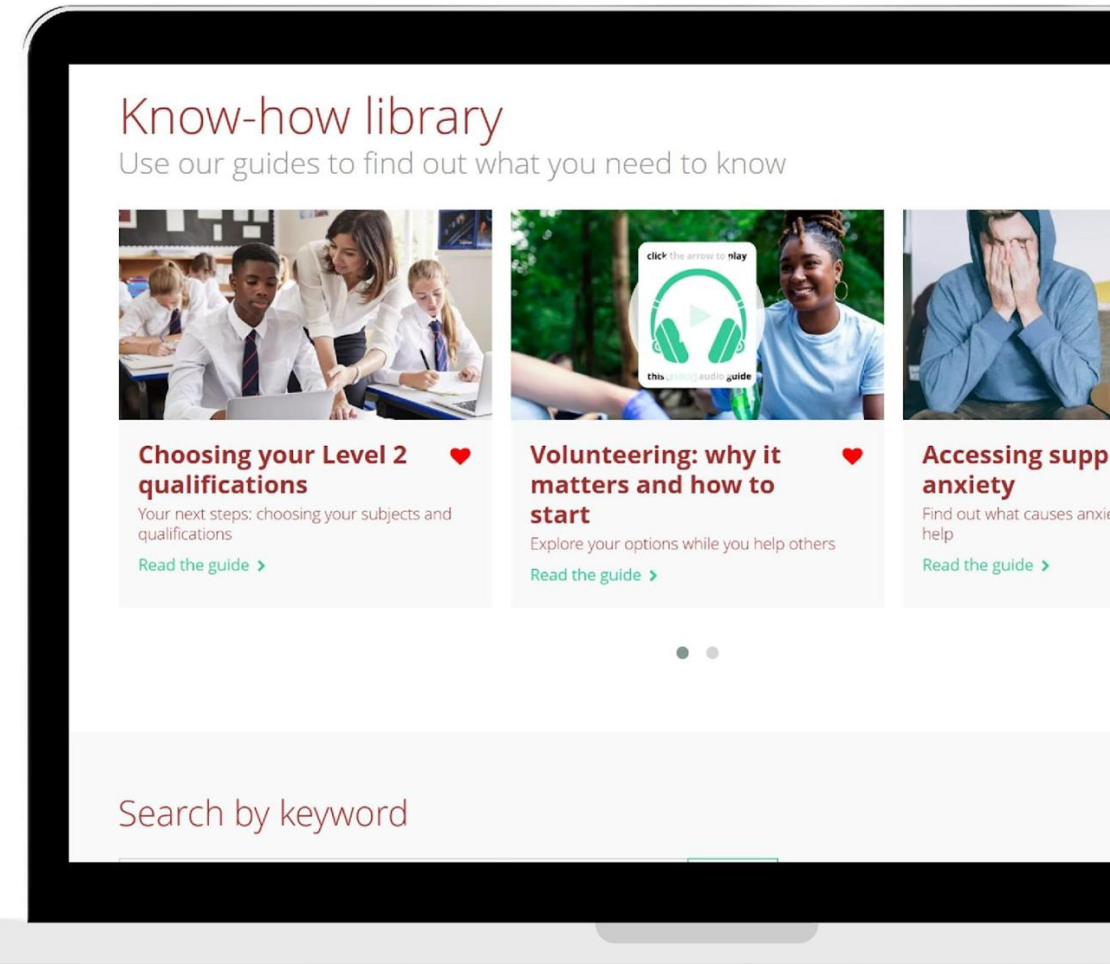 Know-how library
Use our guides to find out what you need to know
click the arrow to play
this audio guide
Choosing your Level 2
qualifications
Your next steps: choosing your subjects and
qualifications
Read the guide
Volunteering: why it
matters and how to
start
Explore your options while you help others
Read the guide
Accessing supp
anxiety
Find out what causes anxie
help
Read the guide
Search by keyword